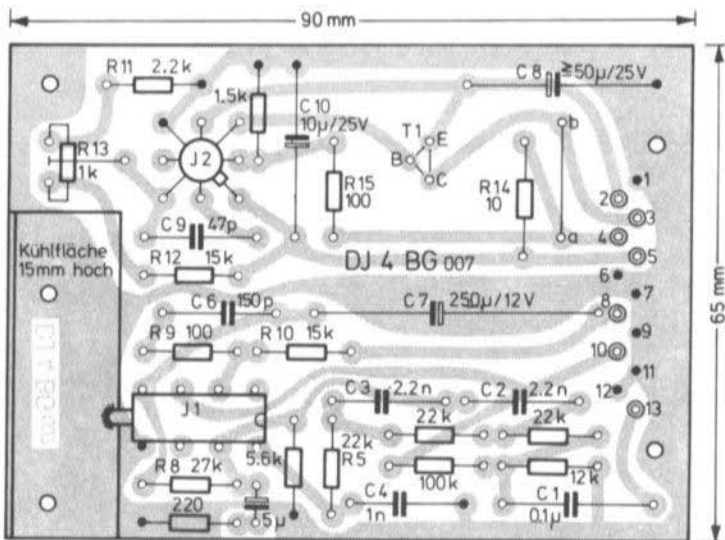 90 mm
R11 2.2k
1.5k
C10
10µ/25V
C8 ≧50µ/25V
T1
E
B
C
b
R13
1k
J2
R15
100
R14
10
1
2
3
4
5
6
7
8
9
10
11
12
13
C9 47p
a
Kühlfläche
15mm hoch
R12 15k
DJ 4 BG 007
C6 150p
C7 250µ/12V
65 mm
R9 100
R10 15k
DJ 4 BG 007
J1
C3 2.2n
C2 2.2n
22k
22k
R8 27k
5.6k
22k
R5
100k
12k
220
5µ
C4
1n
C1
0.1µ